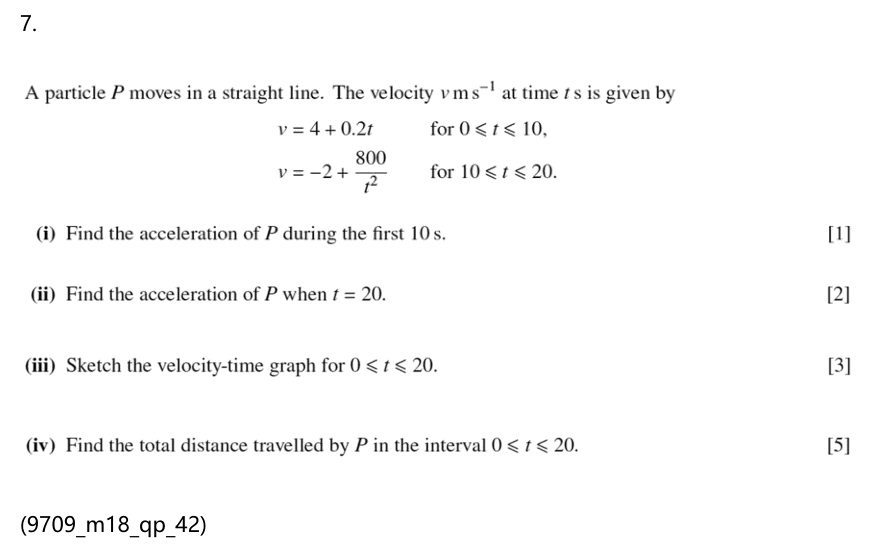 7.
A particle P moves in a straight line. The velocity v m s⁻¹ at time t s is given by
v = 4 + 0.2t for 0 ⩽ t ⩽ 10,
v = −2 + 800/t² for 10 ⩽ t ⩽ 20.
(i) Find the acceleration of P during the first 10 s. [1]
(ii) Find the acceleration of P when t = 20. [2]
(iii) Sketch the velocity-time graph for 0 ⩽ t ⩽ 20. [3]
(iv) Find the total distance travelled by P in the interval 0 ⩽ t ⩽ 20. [5]
(9709_m18_qp_42)